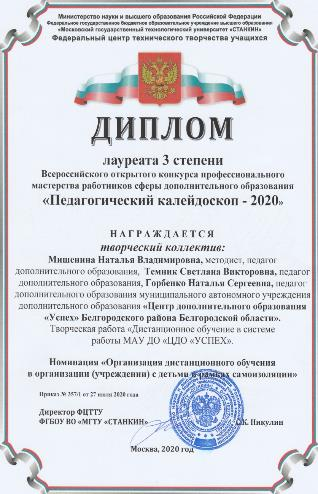 Министерство науки и высшего образования Российской Федерации
Федеральное государственное бюджетное образовательное учреждение высшего образования
«Московский государственный технологический университет «СТАНКИН»
Федеральный центр технического творчества учащихся
ДИПЛОМ
лауреата 3 степени
Всероссийского открытого конкурса профессионального
мастерства работников сферы дополнительного образования
«Педагогический калейдоскоп - 2020»
НАГРАЖДАЕТСЯ
творческий коллектив:
Мишенина Наталья Владимировна, методист, педагог
дополнительного образования, Темник Светлана Викторовна, педагог
дополнительного образования, Горбенко Наталья Сергеевна, педагог
дополнительного образования муниципального автономного учреждения
дополнительного образования «Центр дополнительного образования
«Успех» Белгородского района Белгородской области».
Творческая работа «Дистанционное обучение в системе
работы МАУ ДО «ЦДО «УСПЕХ».
Номинация «Организация дистанционного обучения
в организации (учреждении) с детьми в рамках самоизоляции»
Приказ № 357/1 от 27 июля 2020 года
Директор ФЦТТУ
ФГБОУ ВО «МГТУ «СТАНКИН» С.К. Никулин
Москва, 2020 год